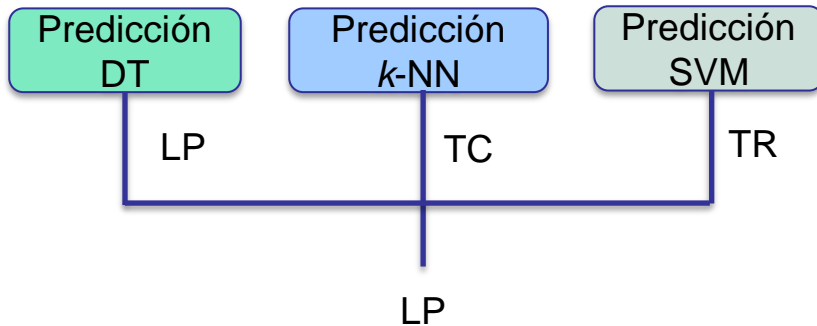 Predicción
DT
Predicción
k-NN
Predicción
SVM
LP
TC
TR
LP